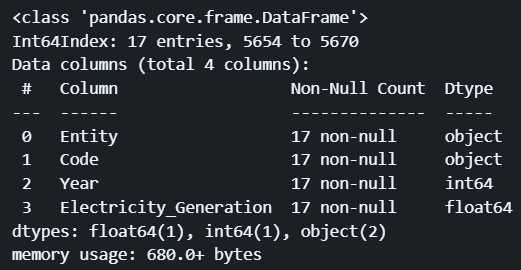 <class 'pandas.core.frame.DataFrame'>
Int64Index: 17 entries, 5654 to 5670
Data columns (total 4 columns):
 #   Column                  Non-Null Count  Dtype
---  ------                  --------------  -----
 0   Entity                  17 non-null     object
 1   Code                    17 non-null     object
 2   Year                    17 non-null     int64
 3   Electricity_Generation  17 non-null     float64
dtypes: float64(1), int64(1), object(2)
memory usage: 680.0+ bytes